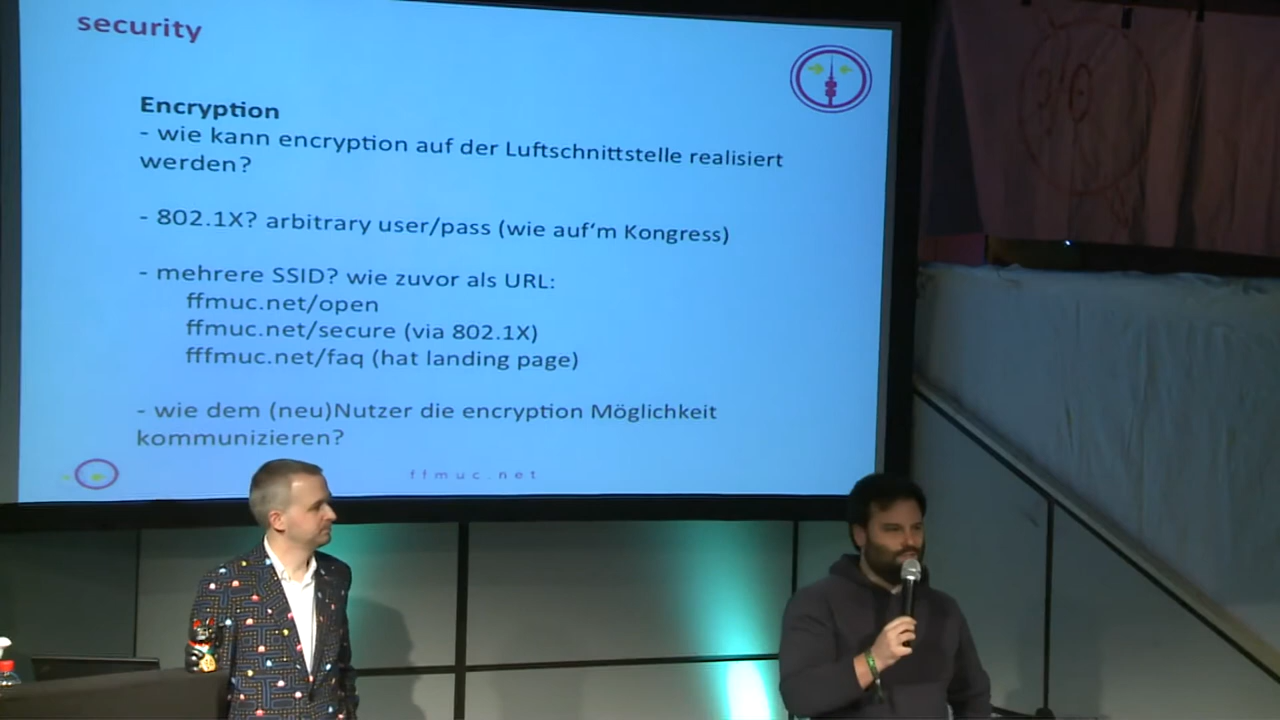 security
Encryption
- wie kann encryption auf der Luftschnittstelle realisiert
werden?
- 802.1X? arbitrary user/pass (wie auf‘m Kongress)
- mehrere SSID? wie zuvor als URL:
ffmuc.net/open
ffmuc.net/secure (via 802.1X)
fffmuc.net/faq (hat landing page)
- wie dem (neu)Nutzer die encryption Möglichkeit
kommunizieren?
ffmuc.net